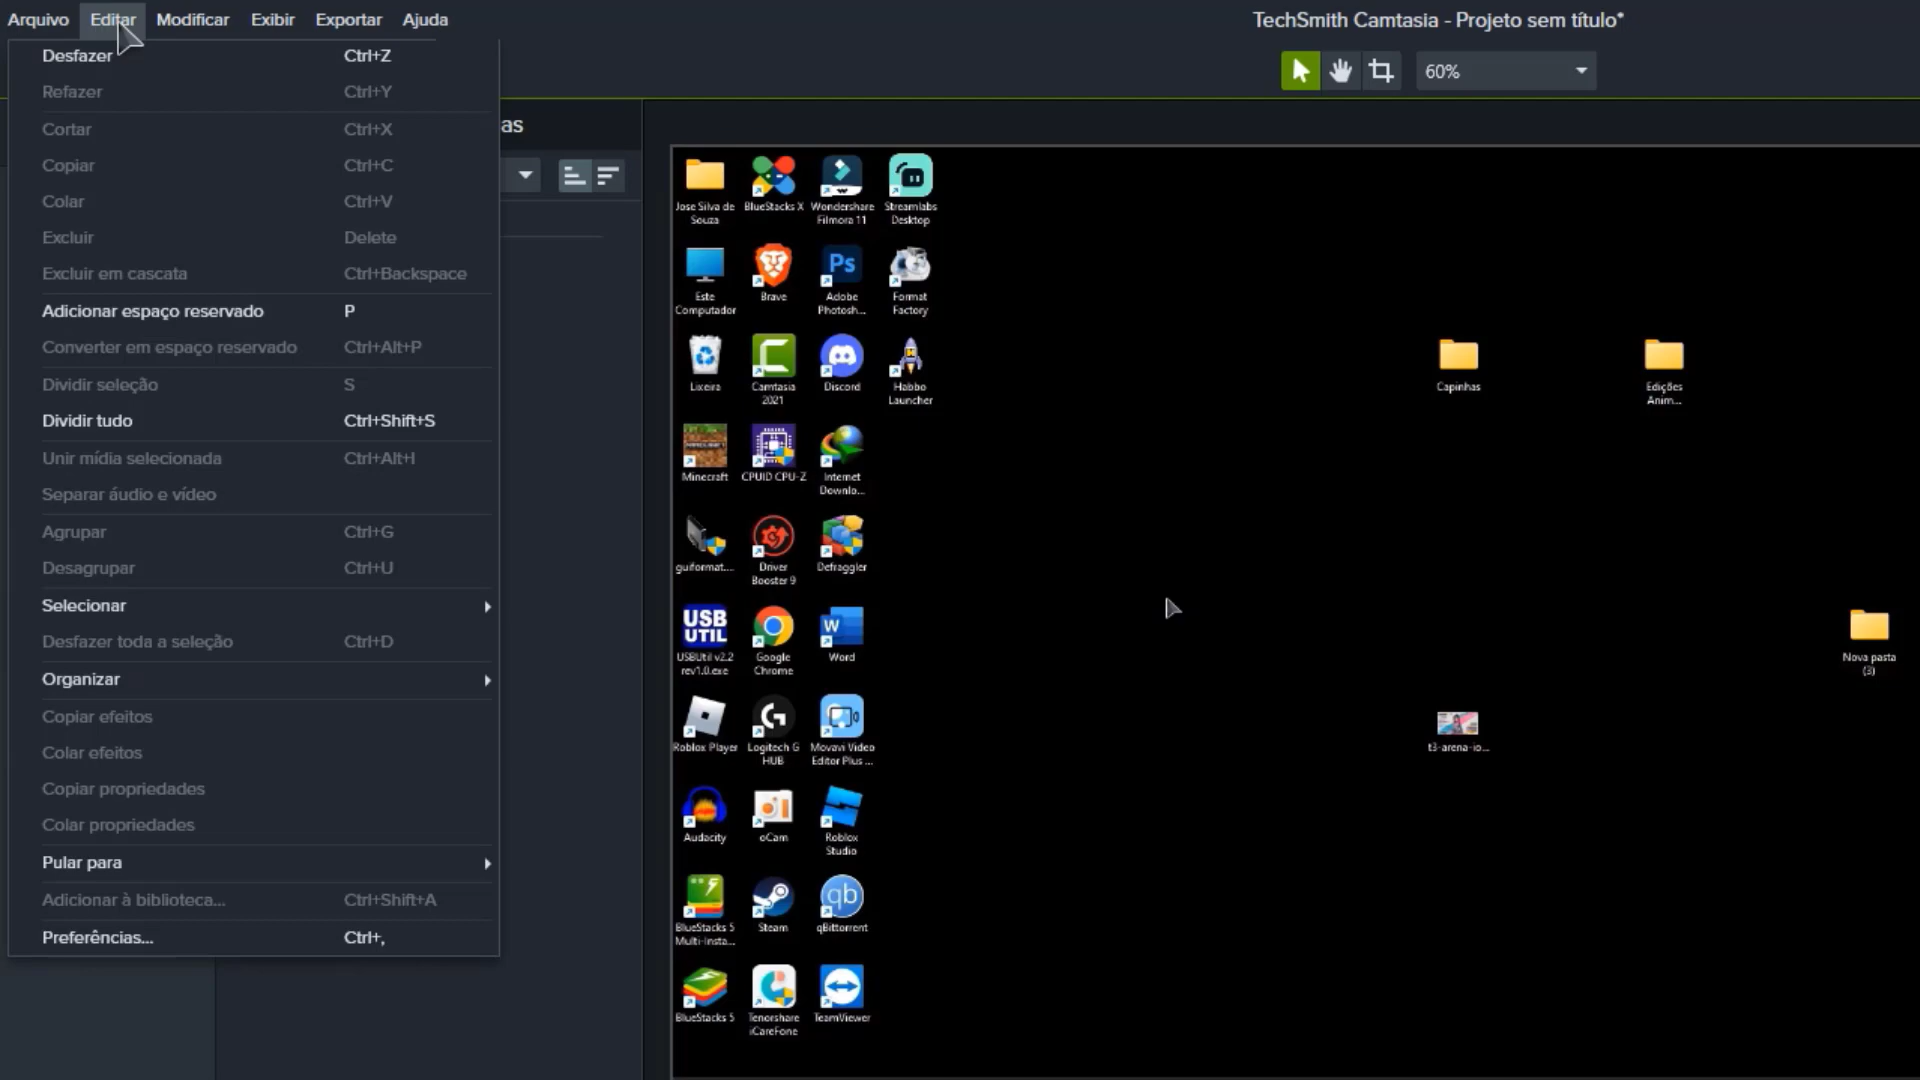 Arquivo Editar Modificar Exibir Exportar Ajuda
TechSmith Camtasia - Projeto sem título*
60%
Desfazer Ctrl+Z
Refazer Ctrl+Y
Cortar Ctrl+X
Copiar Ctrl+C
Colar Ctrl+V
Excluir Delete
Excluir em cascata Ctrl+Backspace
Adicionar espaço reservado P
Converter em espaço reservado Ctrl+Alt+P
Dividir seleção S
Dividir tudo Ctrl+Shift+S
Unir mídia selecionada Ctrl+Alt+I
Separar áudio e vídeo
Agrupar Ctrl+G
Desagrupar Ctrl+U
Selecionar
Desfazer toda a seleção Ctrl+D
Organizar
Copiar efeitos
Colar efeitos
Copiar propriedades
Colar propriedades
Pular para
Adicionar à biblioteca... Ctrl+Shift+A
Preferências... Ctrl+,
as
Jose Silva de
Souza
BlueStacks X
Wondershare
Filmora 11
Streamlabs
Desktop
Este
Computador
Brave
Ps
Adobe
Photosh...
Format
Factory
Lixeira
Camtasia
2021
Discord
Habbo
Launcher
Capinhas
Edições
Anim...
Minecraft
CPUID CPU-Z
Internet
Downlo...
guiformat....
Driver
Booster 9
Defraggler
USB
UTIL
USBUtil v2.2
rev1.0.exe
Google
Chrome
W
Word
Nova pasta
(3)
Roblox Player
Logitech G
HUB
Movavi Video
Editor Plus ...
t3-arena-io...
Audacity
oCam
Roblox
Studio
BlueStacks 5
Multi-Insta...
Steam
qb
qBittorrent
BlueStacks 5
Tenorshare
iCareFone
TeamViewer